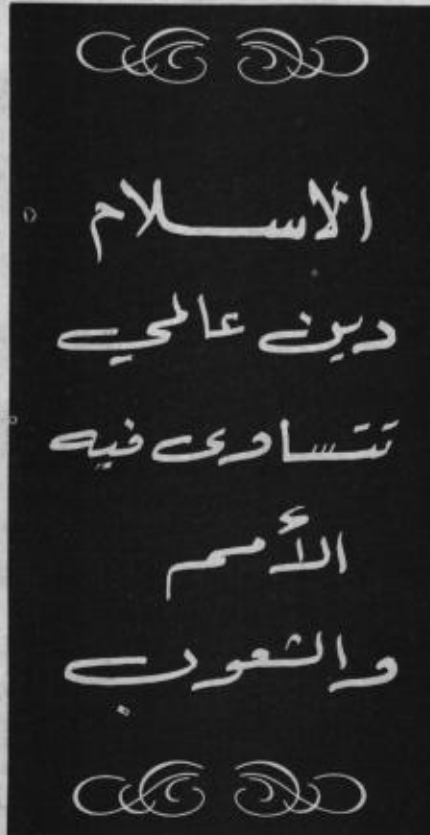 الاسلام
دين عالمي
تتساوى فيه
الأمم
والشعوب